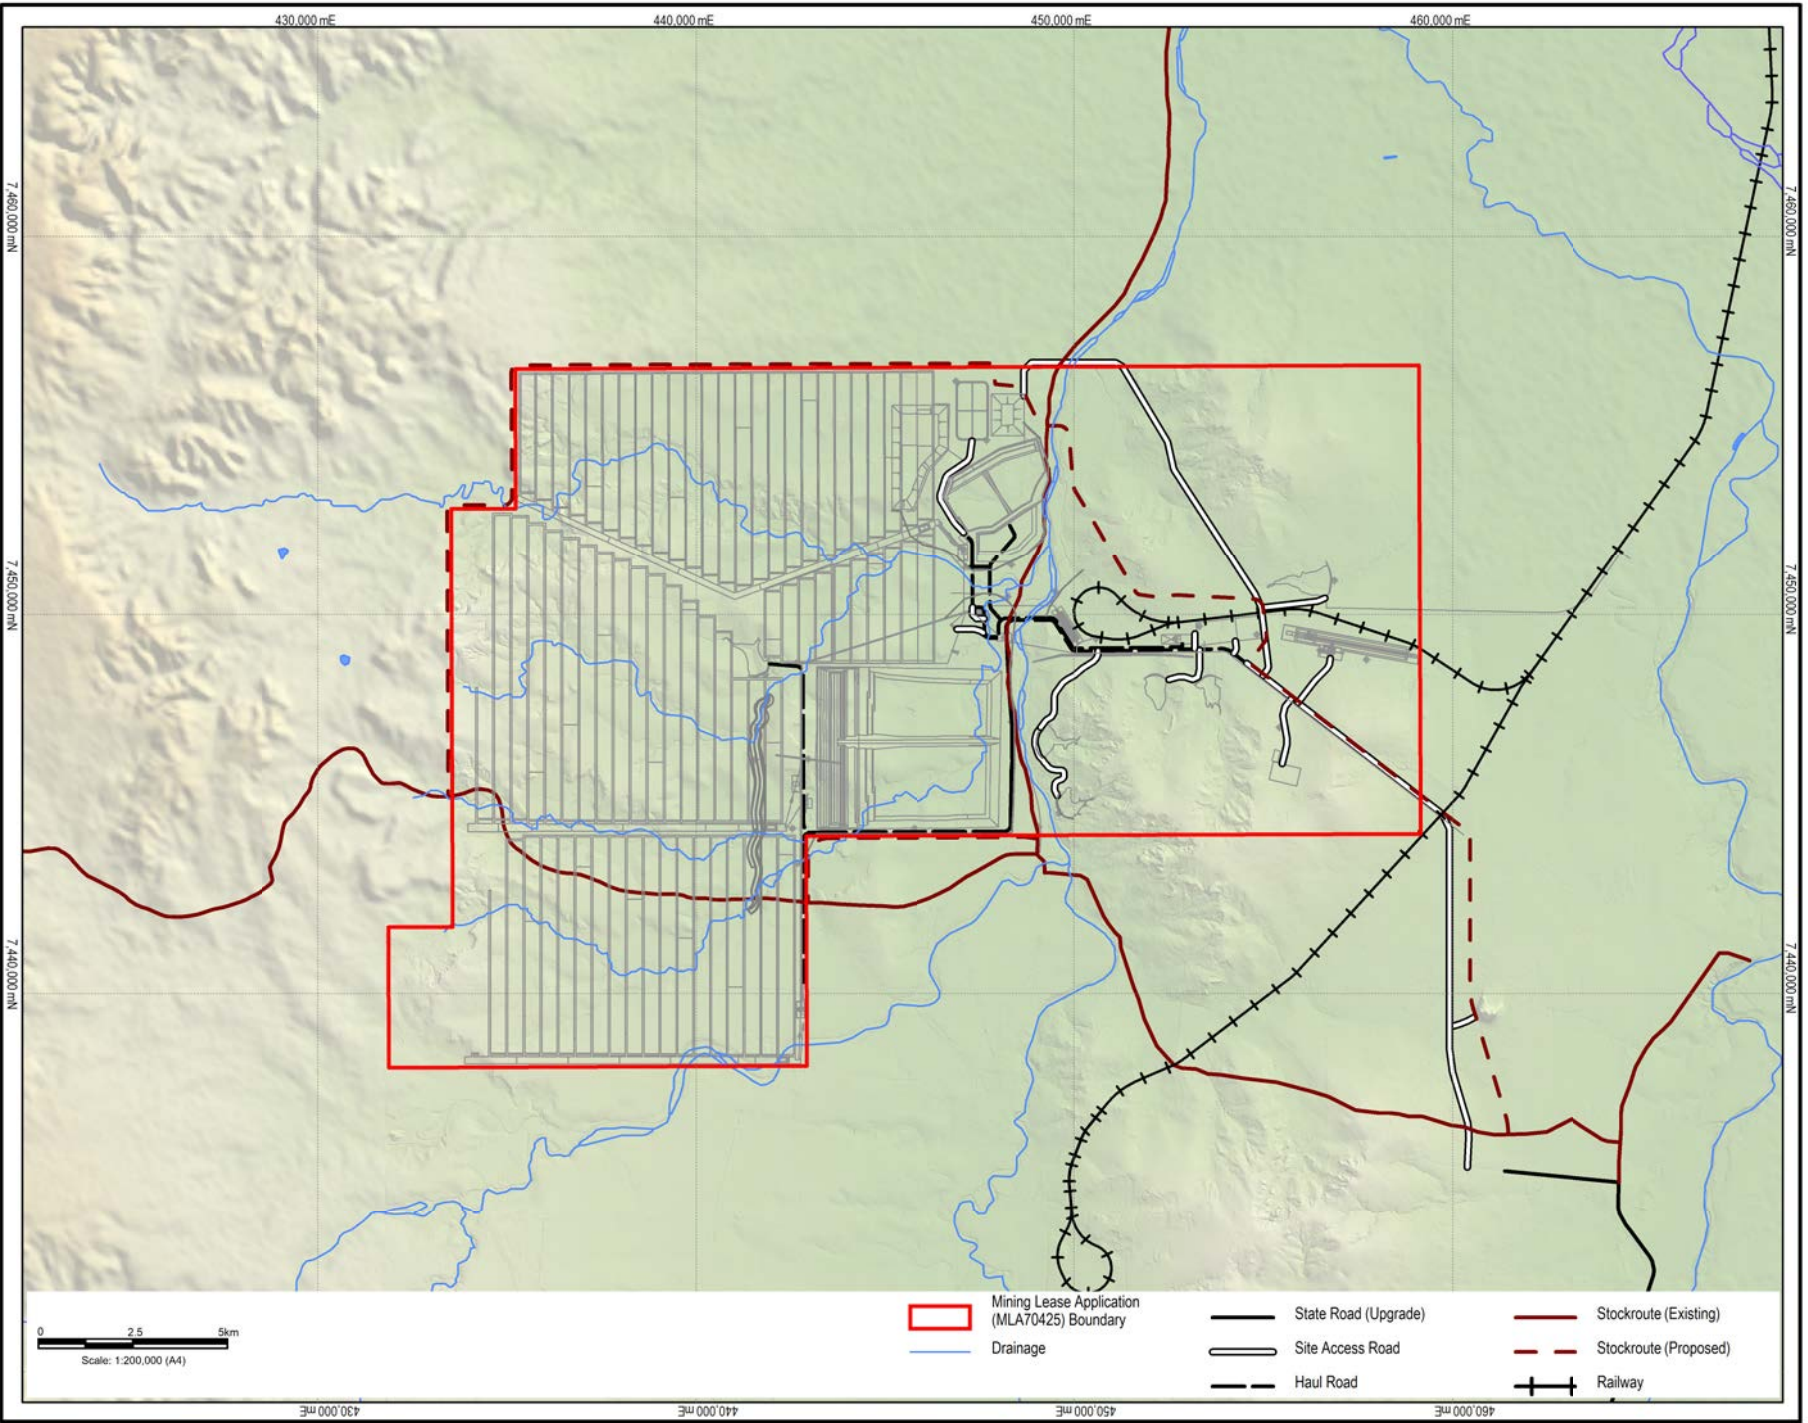 430,000 mE
440,000 mE
450,000 mE
460,000 mE
7,460,000 mN
7,460,000 mN
7,450,000 mN
7,450,000 mN
7,440,000 mN
7,440,000 mN
0 2.5 5km
Scale: 1:200,000 (A4)
Mining Lease Application
(MLA70425) Boundary
Drainage
State Road (Upgrade)
Site Access Road
Haul Road
Stockroute (Existing)
Stockroute (Proposed)
Railway
430,000 mE
440,000 mE
450,000 mE
460,000 mE